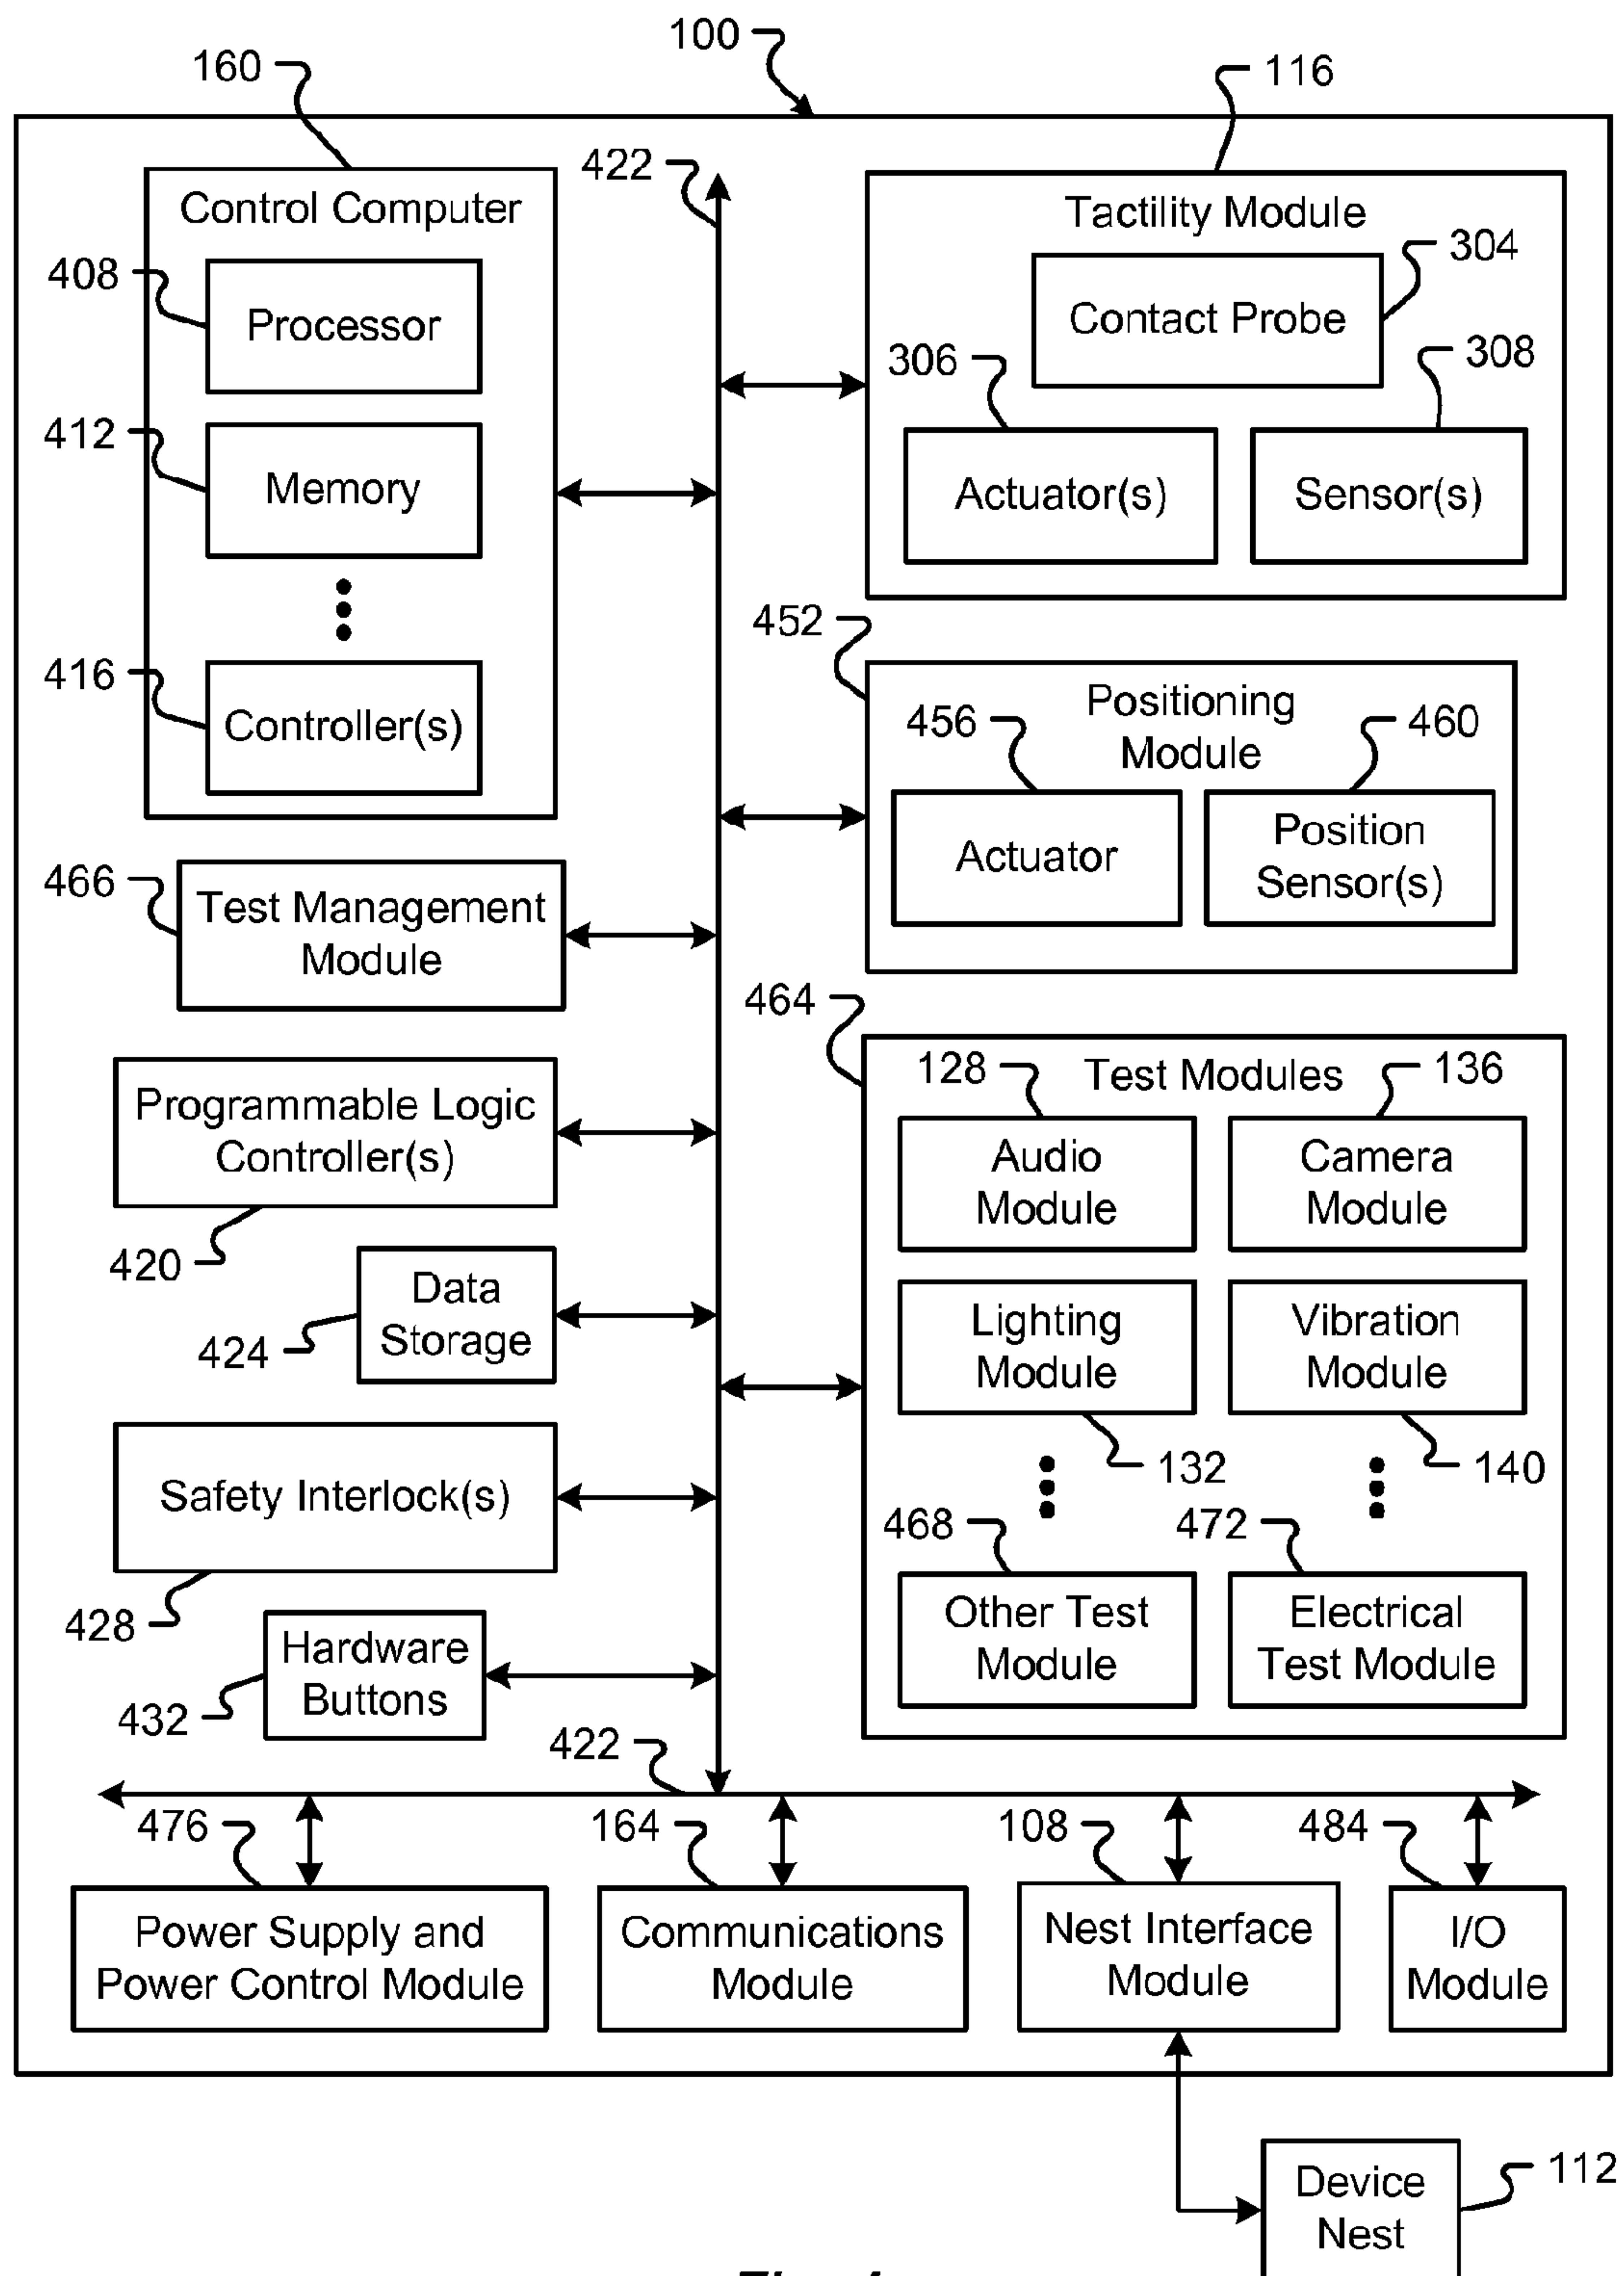 100
160
116
422
Control Computer
Tactility Module
408
304
Processor
Contact Probe
306
308
412
Memory
Actuator(s)
Sensor(s)
452
416
Controller(s)
Positioning
Module
456
460
Actuator
Position
Sensor(s)
466
Test Management
Module
464
128
Test Modules
136
Programmable Logic
Controller(s)
Audio
Module
Camera
Module
420
Data
Storage
424
Lighting
Module
Vibration
Module
132
140
Safety Interlock(s)
468
472
428
Other Test
Module
Electrical
Test Module
Hardware
Buttons
432
422
476
164
108
484
Power Supply and
Power Control Module
Communications
Module
Nest Interface
Module
I/O
Module
112
Device
Nest